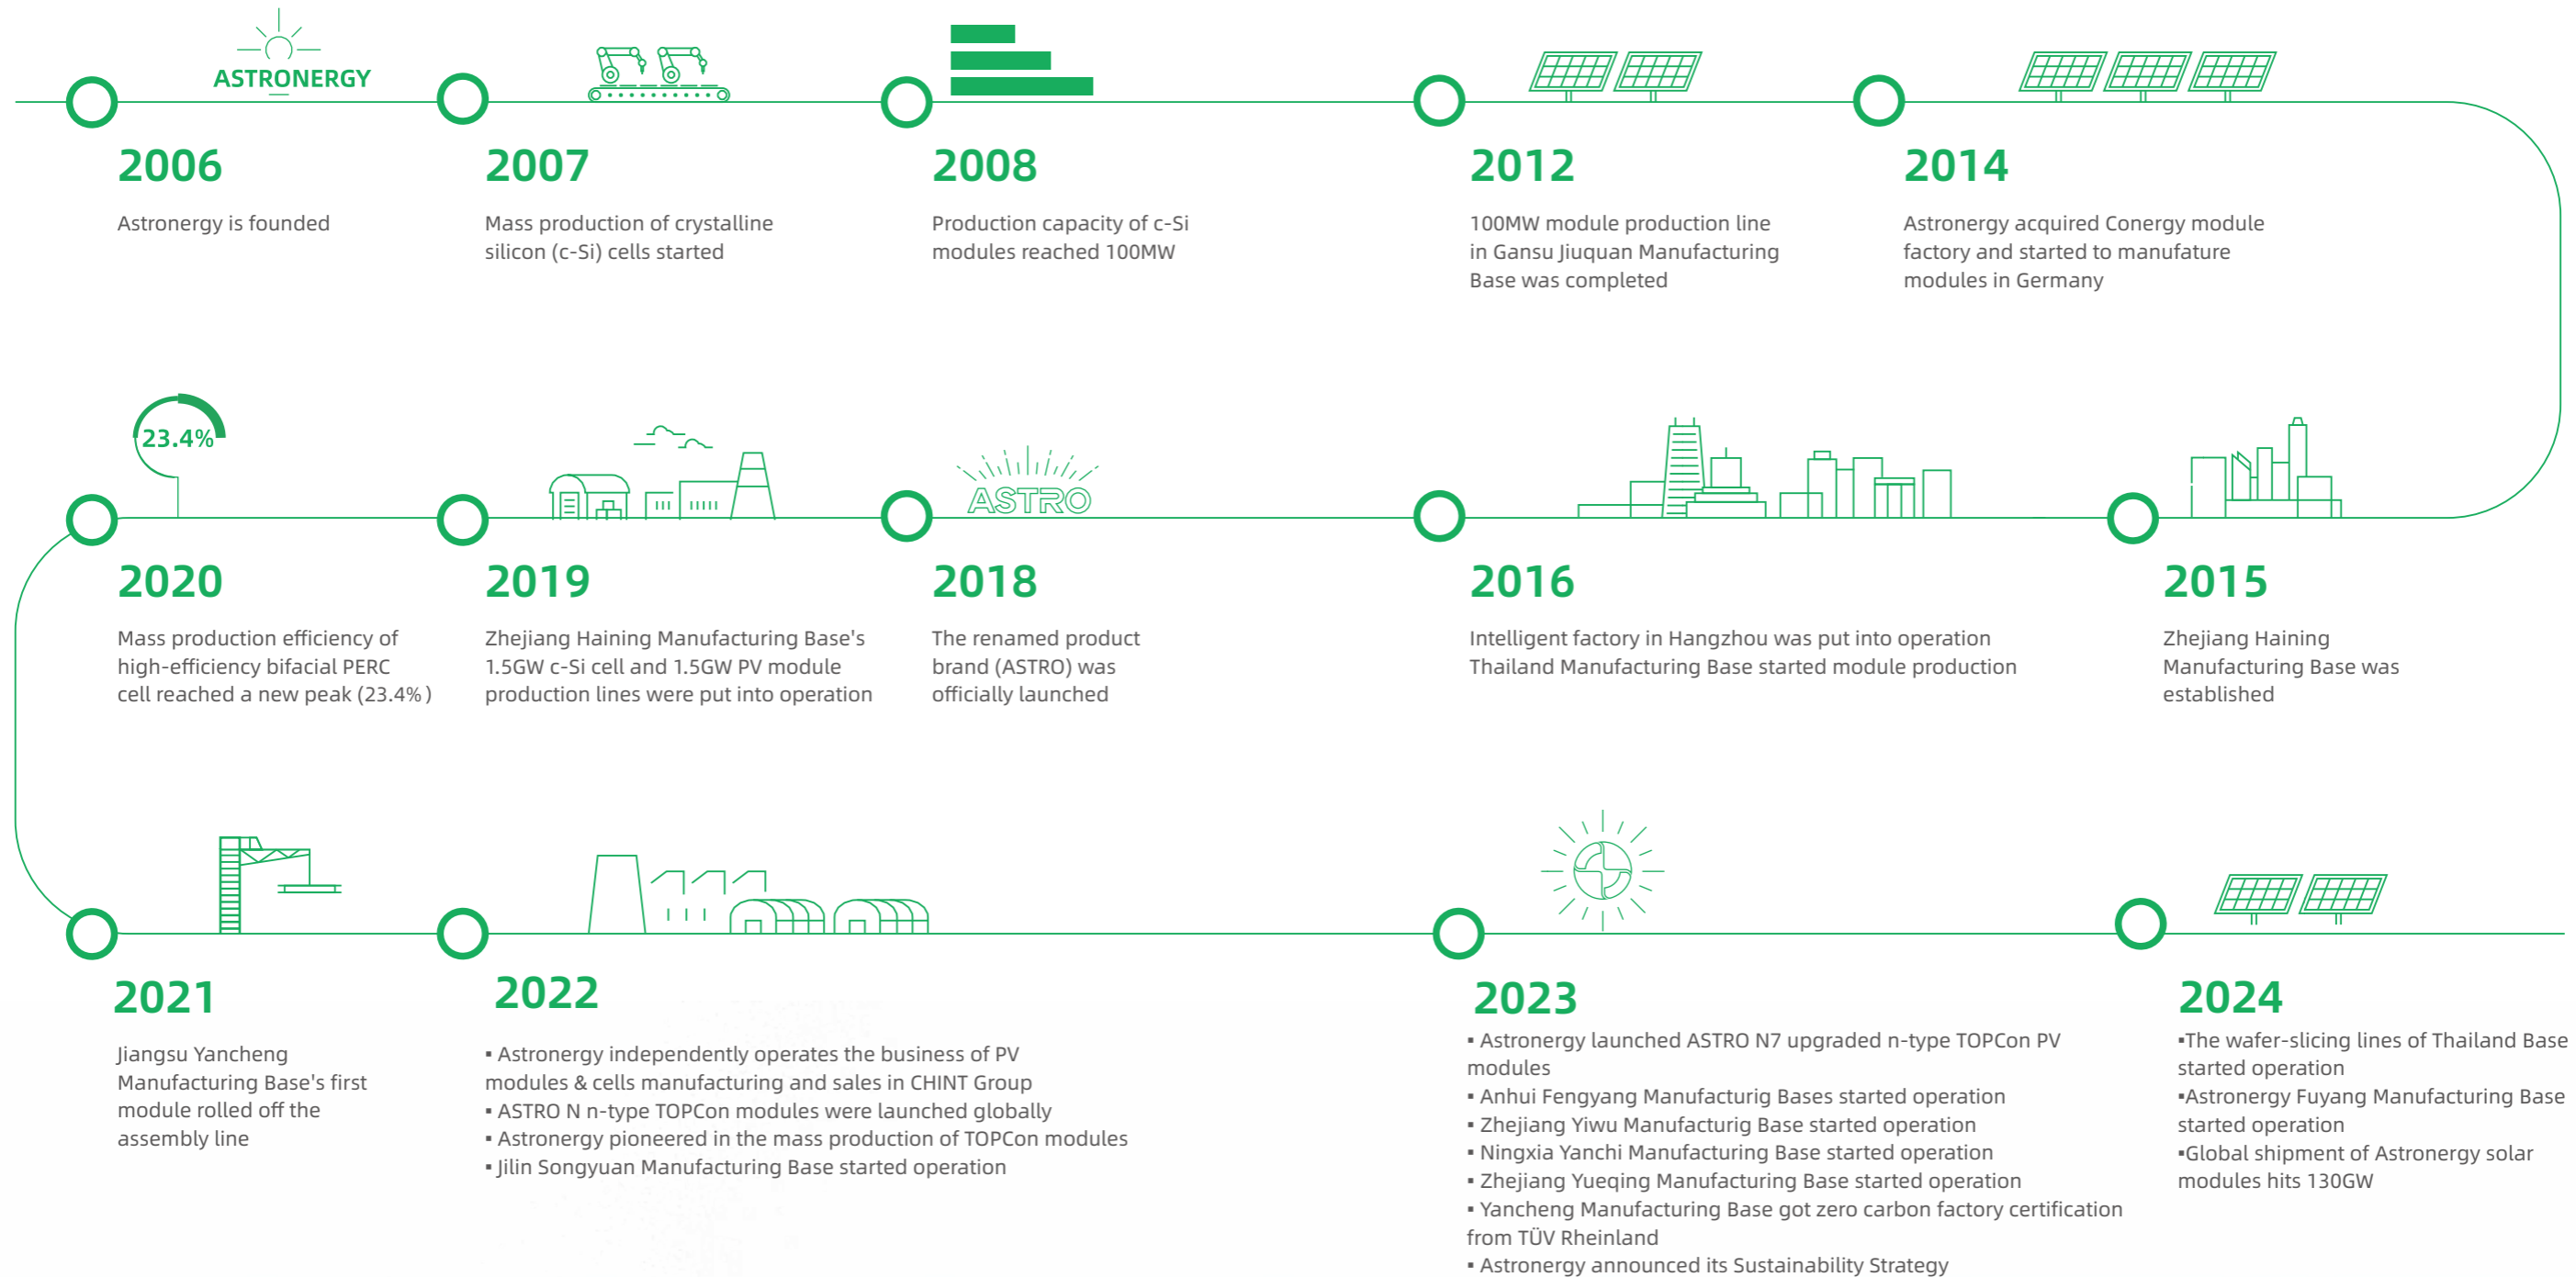 ASTRONERGY
2006
Astronergy is founded
2007
Mass production of crystalline
silicon (c-Si) cells started
2008
Production capacity of c-Si
modules reached 100MW
2012
100MW module production line
in Gansu Jiuquan Manufacturing
Base was completed
2014
Astronergy acquired Conergy module
factory and started to manufature
modules in Germany
2015
Zhejiang Haining
Manufacturing Base was
established
2016
Intelligent factory in Hangzhou was put into operation
Thailand Manufacturing Base started module production
ASTRO
2018
The renamed product
brand (ASTRO) was
officially launched
2019
Zhejiang Haining Manufacturing Base's
1.5GW c-Si cell and 1.5GW PV module
production lines were put into operation
23.4%
2020
Mass production efficiency of
high-efficiency bifacial PERC
cell reached a new peak (23.4%)
2021
Jiangsu Yancheng
Manufacturing Base's first
module rolled off the
assembly line
2022
▪ Astronergy independently operates the business of PV
modules & cells manufacturing and sales in CHINT Group
▪ ASTRO N n-type TOPCon modules were launched globally
▪ Astronergy pioneered in the mass production of TOPCon modules
▪ Jilin Songyuan Manufacturing Base started operation
2023
▪ Astronergy launched ASTRO N7 upgraded n-type TOPCon PV
modules
▪ Anhui Fengyang Manufacturig Bases started operation
▪ Zhejiang Yiwu Manufacturig Base started operation
▪ Ningxia Yanchi Manufacturing Base started operation
▪ Zhejiang Yueqing Manufacturing Base started operation
▪ Yancheng Manufacturing Base got zero carbon factory certification
from TÜV Rheinland
▪ Astronergy announced its Sustainability Strategy
2024
▪The wafer-slicing lines of Thailand Base
started operation
▪Astronergy Fuyang Manufacturing Base
started operation
▪Global shipment of Astronergy solar
modules hits 130GW